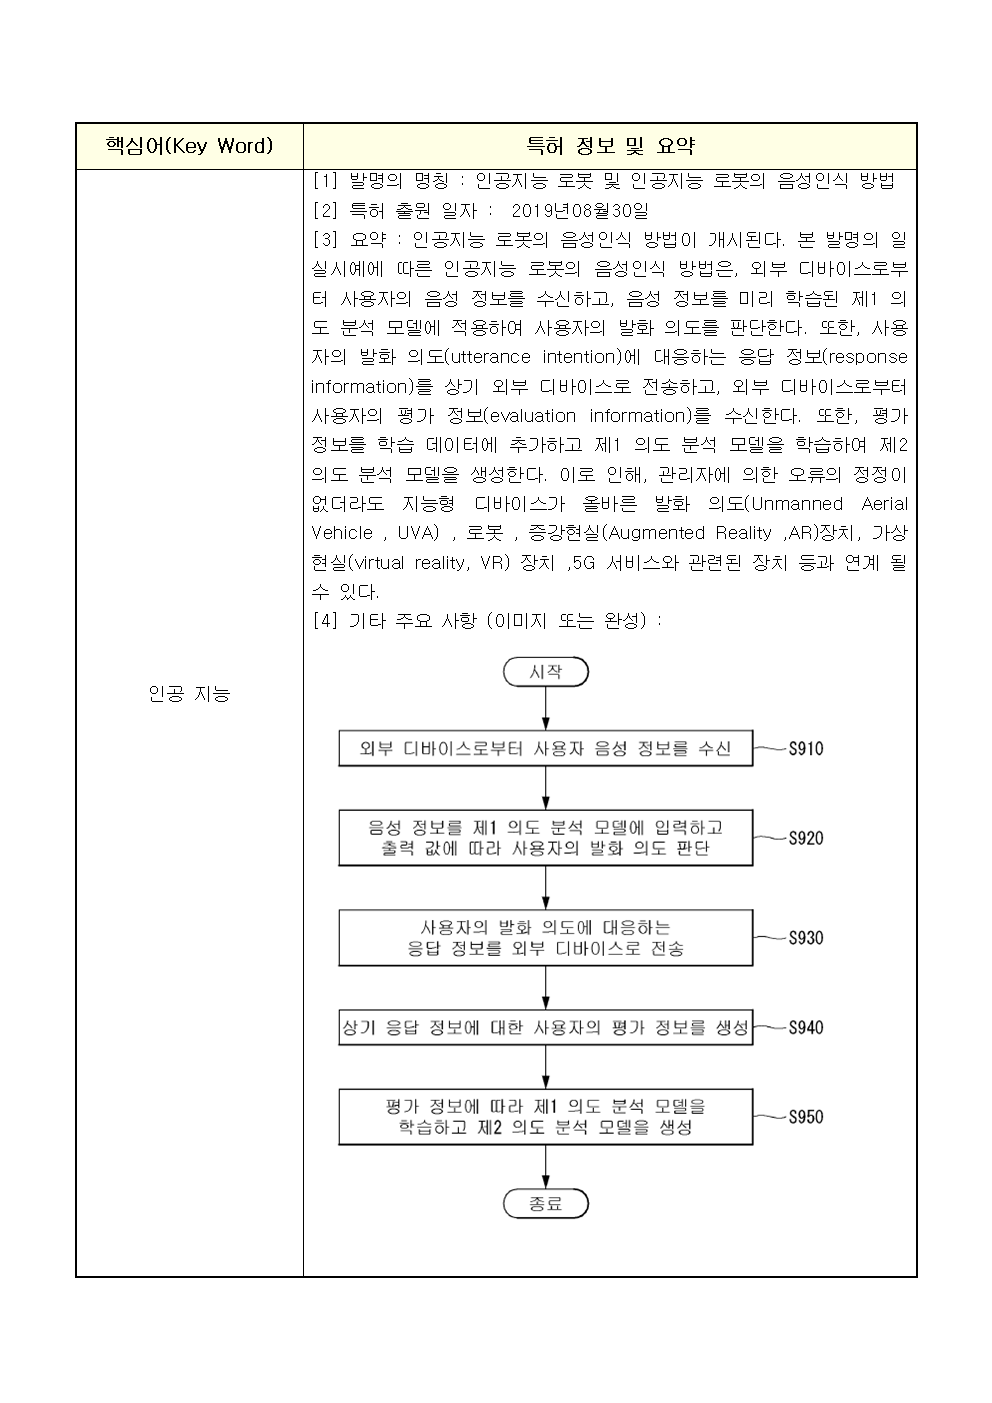 핵심어(Key Word)
특허 정보 및 요약
인공 지능
[1] 발명의 명칭 : 인공지능 로봇 및 인공지능 로봇의 음성인식 방법
[2] 특허 출원 일자 : 2019년08월30일
[3] 요약 : 인공지능 로봇의 음성인식 방법이 개시된다. 본 발명의 일
실시예에 따른 인공지능 로봇의 음성인식 방법은, 외부 디바이스로부
터 사용자의 음성 정보를 수신하고, 음성 정보를 미리 학습된 제1 의
도 분석 모델에 적용하여 사용자의 발화 의도를 판단한다. 또한, 사용
자의 발화 의도(utterance intention)에 대응하는 응답 정보(response
information)를 상기 외부 디바이스로 전송하고, 외부 디바이스로부터
사용자의 평가 정보(evaluation information)를 수신한다. 또한, 평가
정보를 학습 데이터에 추가하고 제1 의도 분석 모델을 학습하여 제2
의도 분석 모델을 생성한다. 이로 인해, 관리자에 의한 오류의 정정이
없더라도 지능형 디바이스가 올바른 발화 의도(Unmanned Aerial
Vehicle , UVA) , 로봇 , 증강현실(Augmented Reality ,AR)장치, 가상
현실(virtual reality, VR) 장치 ,5G 서비스와 관련된 장치 등과 연계 될
수 있다.
[4] 기타 주요 사항 (이미지 또는 완성) :
시작
외부 디바이스로부터 사용자 음성 정보를 수신 S910
음성 정보를 제1 의도 분석 모델에 입력하고
출력 값에 따라 사용자의 발화 의도 판단
S920
사용자의 발화 의도에 대응하는
응답 정보를 외부 디바이스로 전송
S930
상기 응답 정보에 대한 사용자의 평가 정보를 생성 S940
평가 정보에 따라 제1 의도 분석 모델을
학습하고 제2 의도 분석 모델을 생성
S950
종료